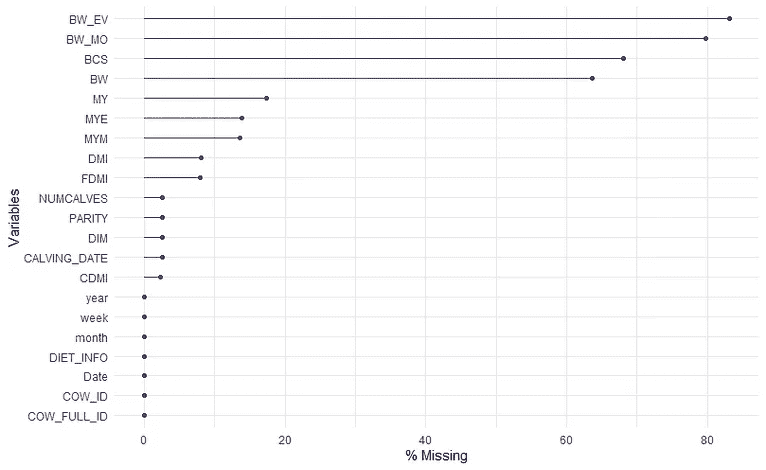 BW_EV
BW_MO
BCS
BW
MY
MYE
MYM
DMI
FDMI
NUMCALVES
PARITY
DIM
CALVING_DATE
CDMI
year
week
month
DIET_INFO
Date
COW_ID
COW_FULL_ID
Variables
0 20 40 60 80
% Missing